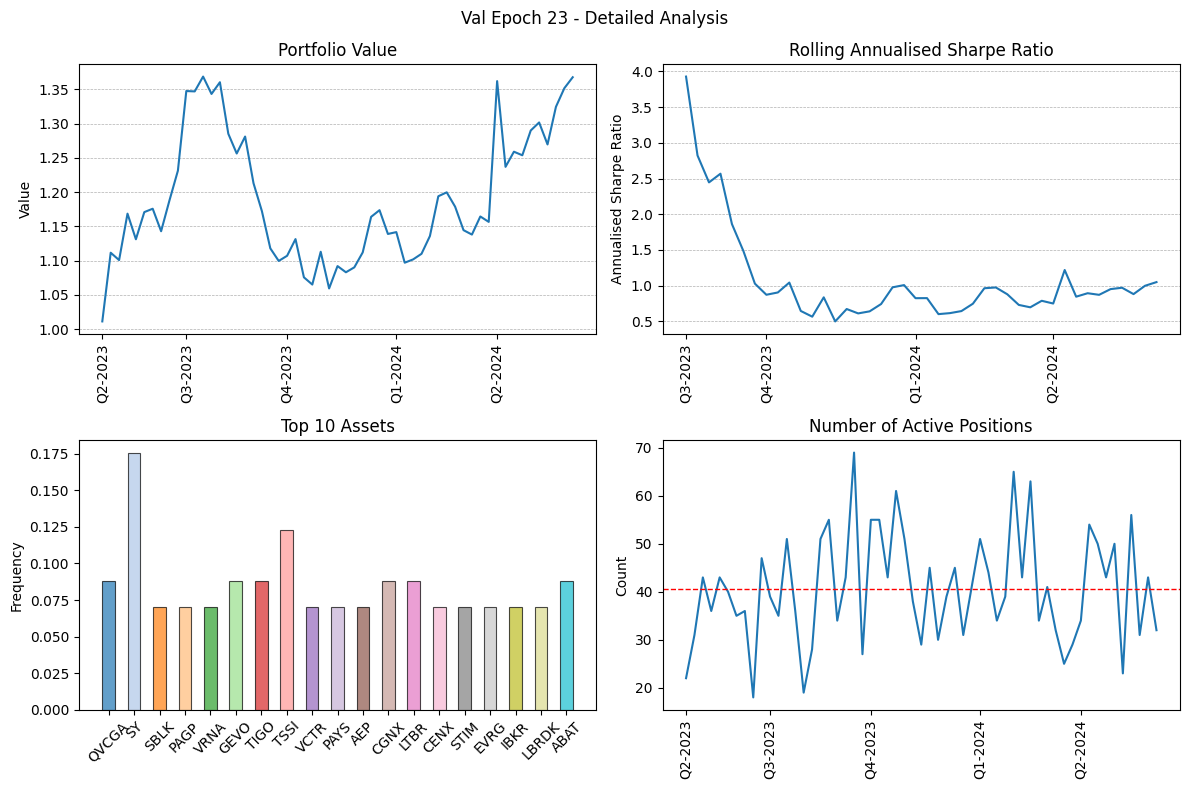 Val Epoch 23 - Detailed Analysis
Portfolio Value
Value
1.35
1.30
1.25
1.20
1.15
1.10
1.05
1.00
Q2-2023
Q3-2023
Q4-2023
Q1-2024
Q2-2024
Rolling Annualised Sharpe Ratio
Annualised Sharpe Ratio
4.0
3.5
3.0
2.5
2.0
1.5
1.0
0.5
Q3-2023
Q4-2023
Q1-2024
Q2-2024
Top 10 Assets
Frequency
0.175
0.150
0.125
0.100
0.075
0.050
0.025
0.000
QVCGA
SY
SBLK
PAGP
VRNA
GEVO
TIGO
TSSI
VCTR
PAYS
AEP
CGNX
LTBR
CENX
STIM
EVRG
IBKR
LBRDK
ABAT
Number of Active Positions
Count
70
60
50
40
30
20
Q2-2023
Q3-2023
Q4-2023
Q1-2024
Q2-2024